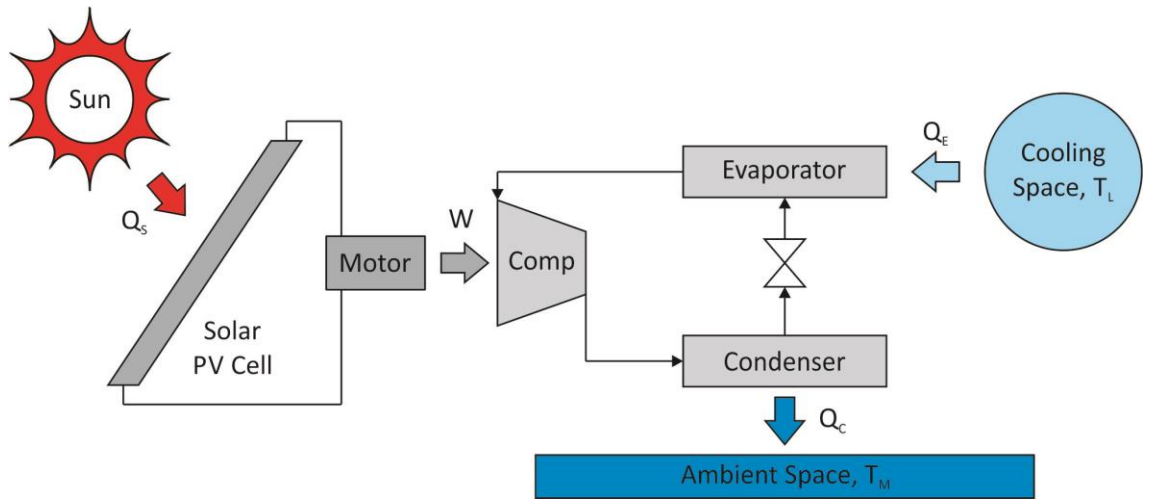 Sun
Q_S
Solar
PV Cell
Motor
W
Comp
Evaporator
Condenser
Q_E
Cooling
Space, T_L
Q_C
Ambient Space, T_M